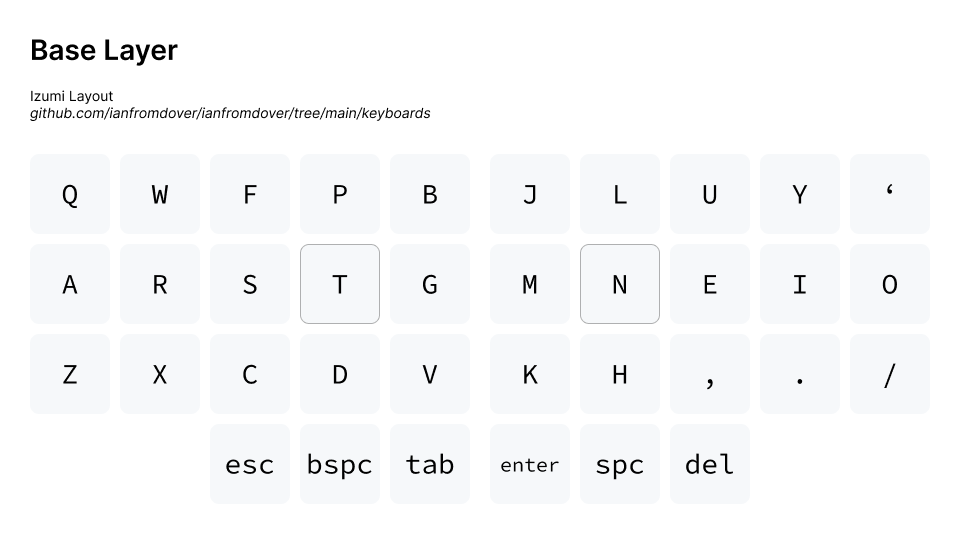 Base Layer
Izumi Layout
github.com/ianfromdover/ianfromdover/tree/main/keyboards
Q W F P B J L U Y ‘
A R S T G M N E I O
Z X C D V K H , . /
esc bspc tab enter spc del